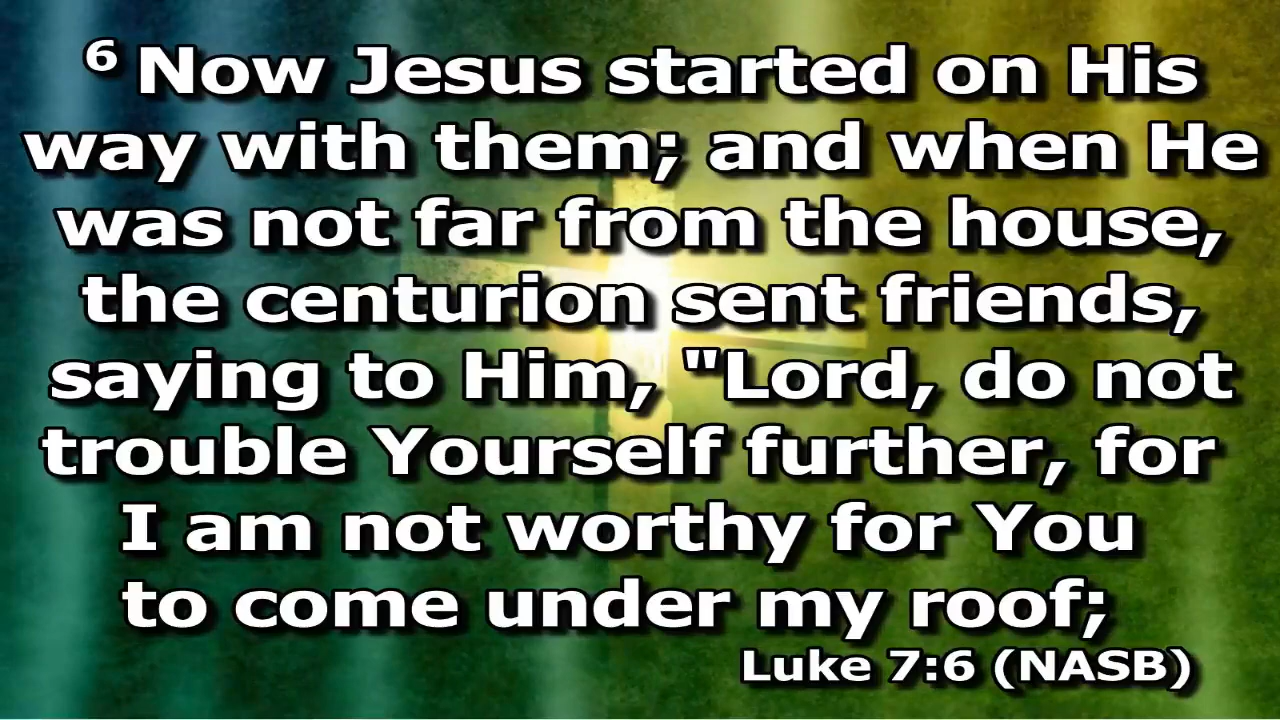 6 Now Jesus started on His
way with them; and when He
was not far from the house,
the centurion sent friends,
saying to Him, "Lord, do not
trouble Yourself further, for
I am not worthy for You
to come under my roof;
Luke 7:6 (NASB)